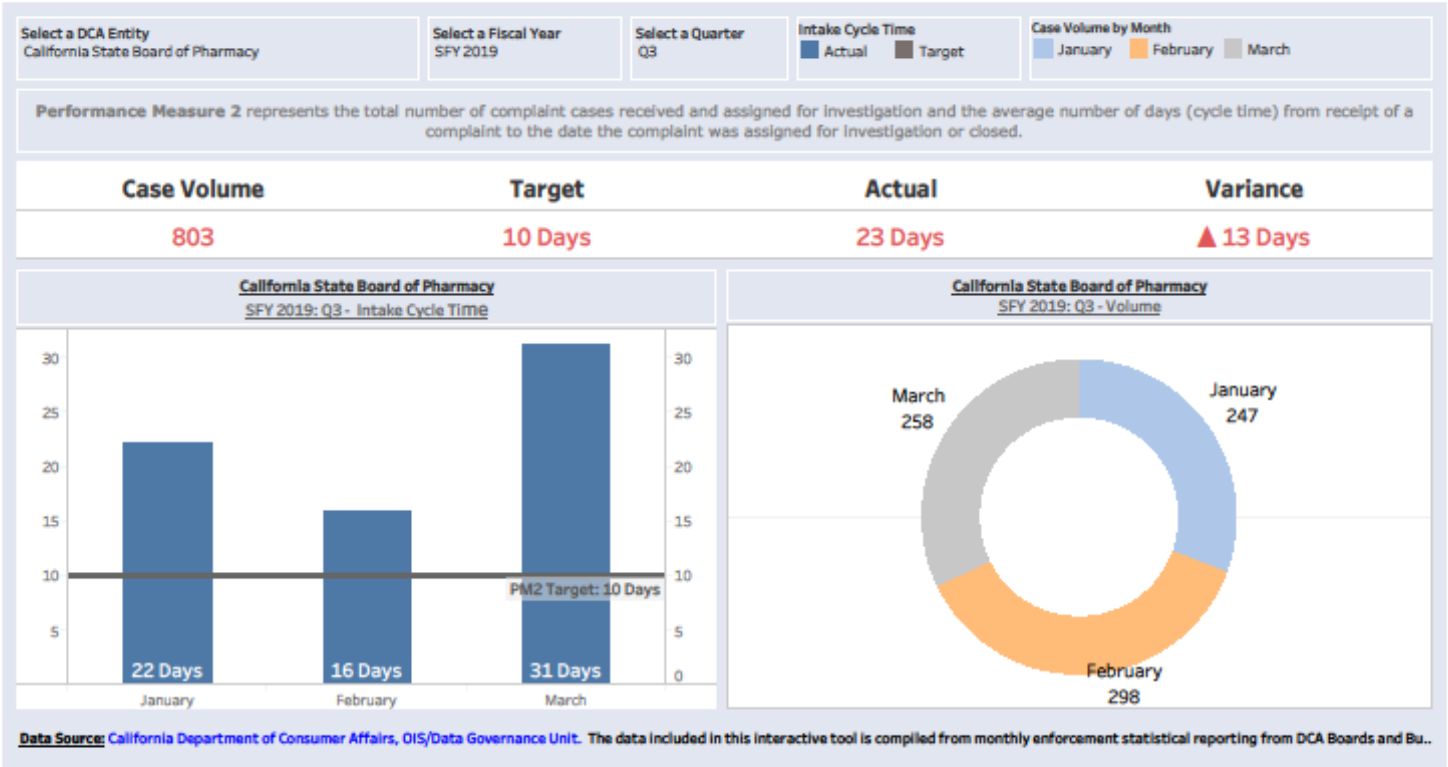 Select a DCA Entity
California State Board of Pharmacy
Select a Fiscal Year
SFY 2019
Select a Quarter
Q3
Intake Cycle Time
Actual
Target
Case Volume by Month
January
February
March
Performance Measure 2 represents the total number of complaint cases received and assigned for investigation and the average number of days (cycle time) from receipt of a
complaint to the date the complaint was assigned for investigation or closed.
Case Volume
Target
Actual
Variance
803
10 Days
23 Days
▲ 13 Days
California State Board of Pharmacy
SFY 2019: Q3 - Intake Cycle Time
30
25
20
15
10
5
30
25
20
15
10
5
0
PM2 Target: 10 Days
22 Days
16 Days
31 Days
January
February
March
California State Board of Pharmacy
SFY 2019: Q3 - Volume
March
258
January
247
February
298
Data Source: California Department of Consumer Affairs, OIS/Data Governance Unit. The data included in this interactive tool is compiled from monthly enforcement statistical reporting from DCA Boards and Bu..